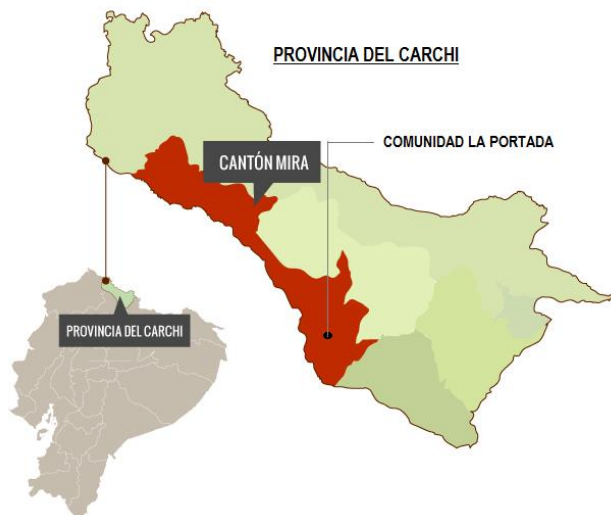 PROVINCIA DEL CARCHI
COMUNIDAD LA PORTADA
CANTÓN MIRA
PROVINCIA DEL CARCHI